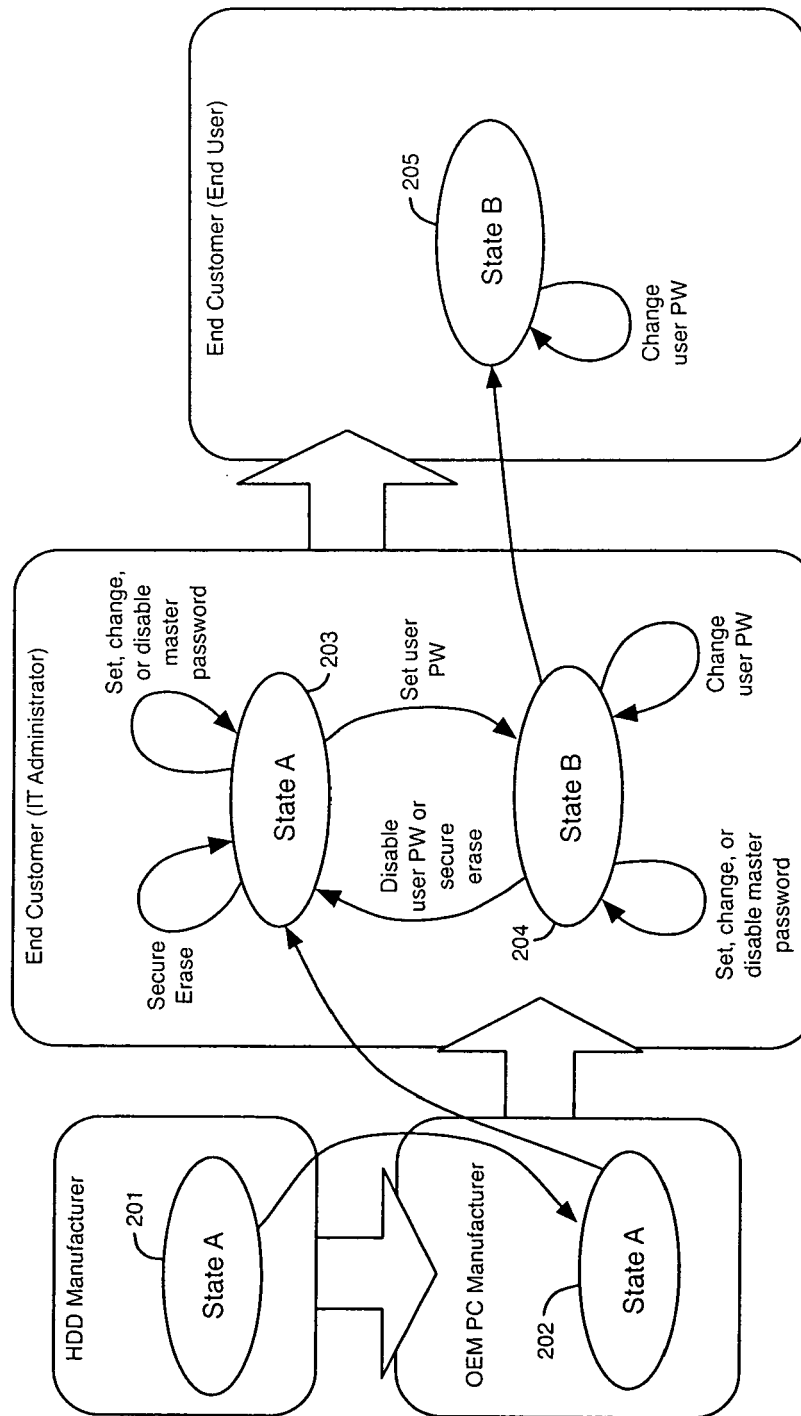 HDD Manufacturer
201
State A
OEM PC Manufacturer
202
State A
End Customer (IT Administrator)
Secure
Erase
Set, change,
or disable
master
password
State A
203
Disable
user PW or
secure
erase
Set user
PW
204
State B
Set, change, or
disable master
password
Change
user PW
End Customer (End User)
205
State B
Change
user PW